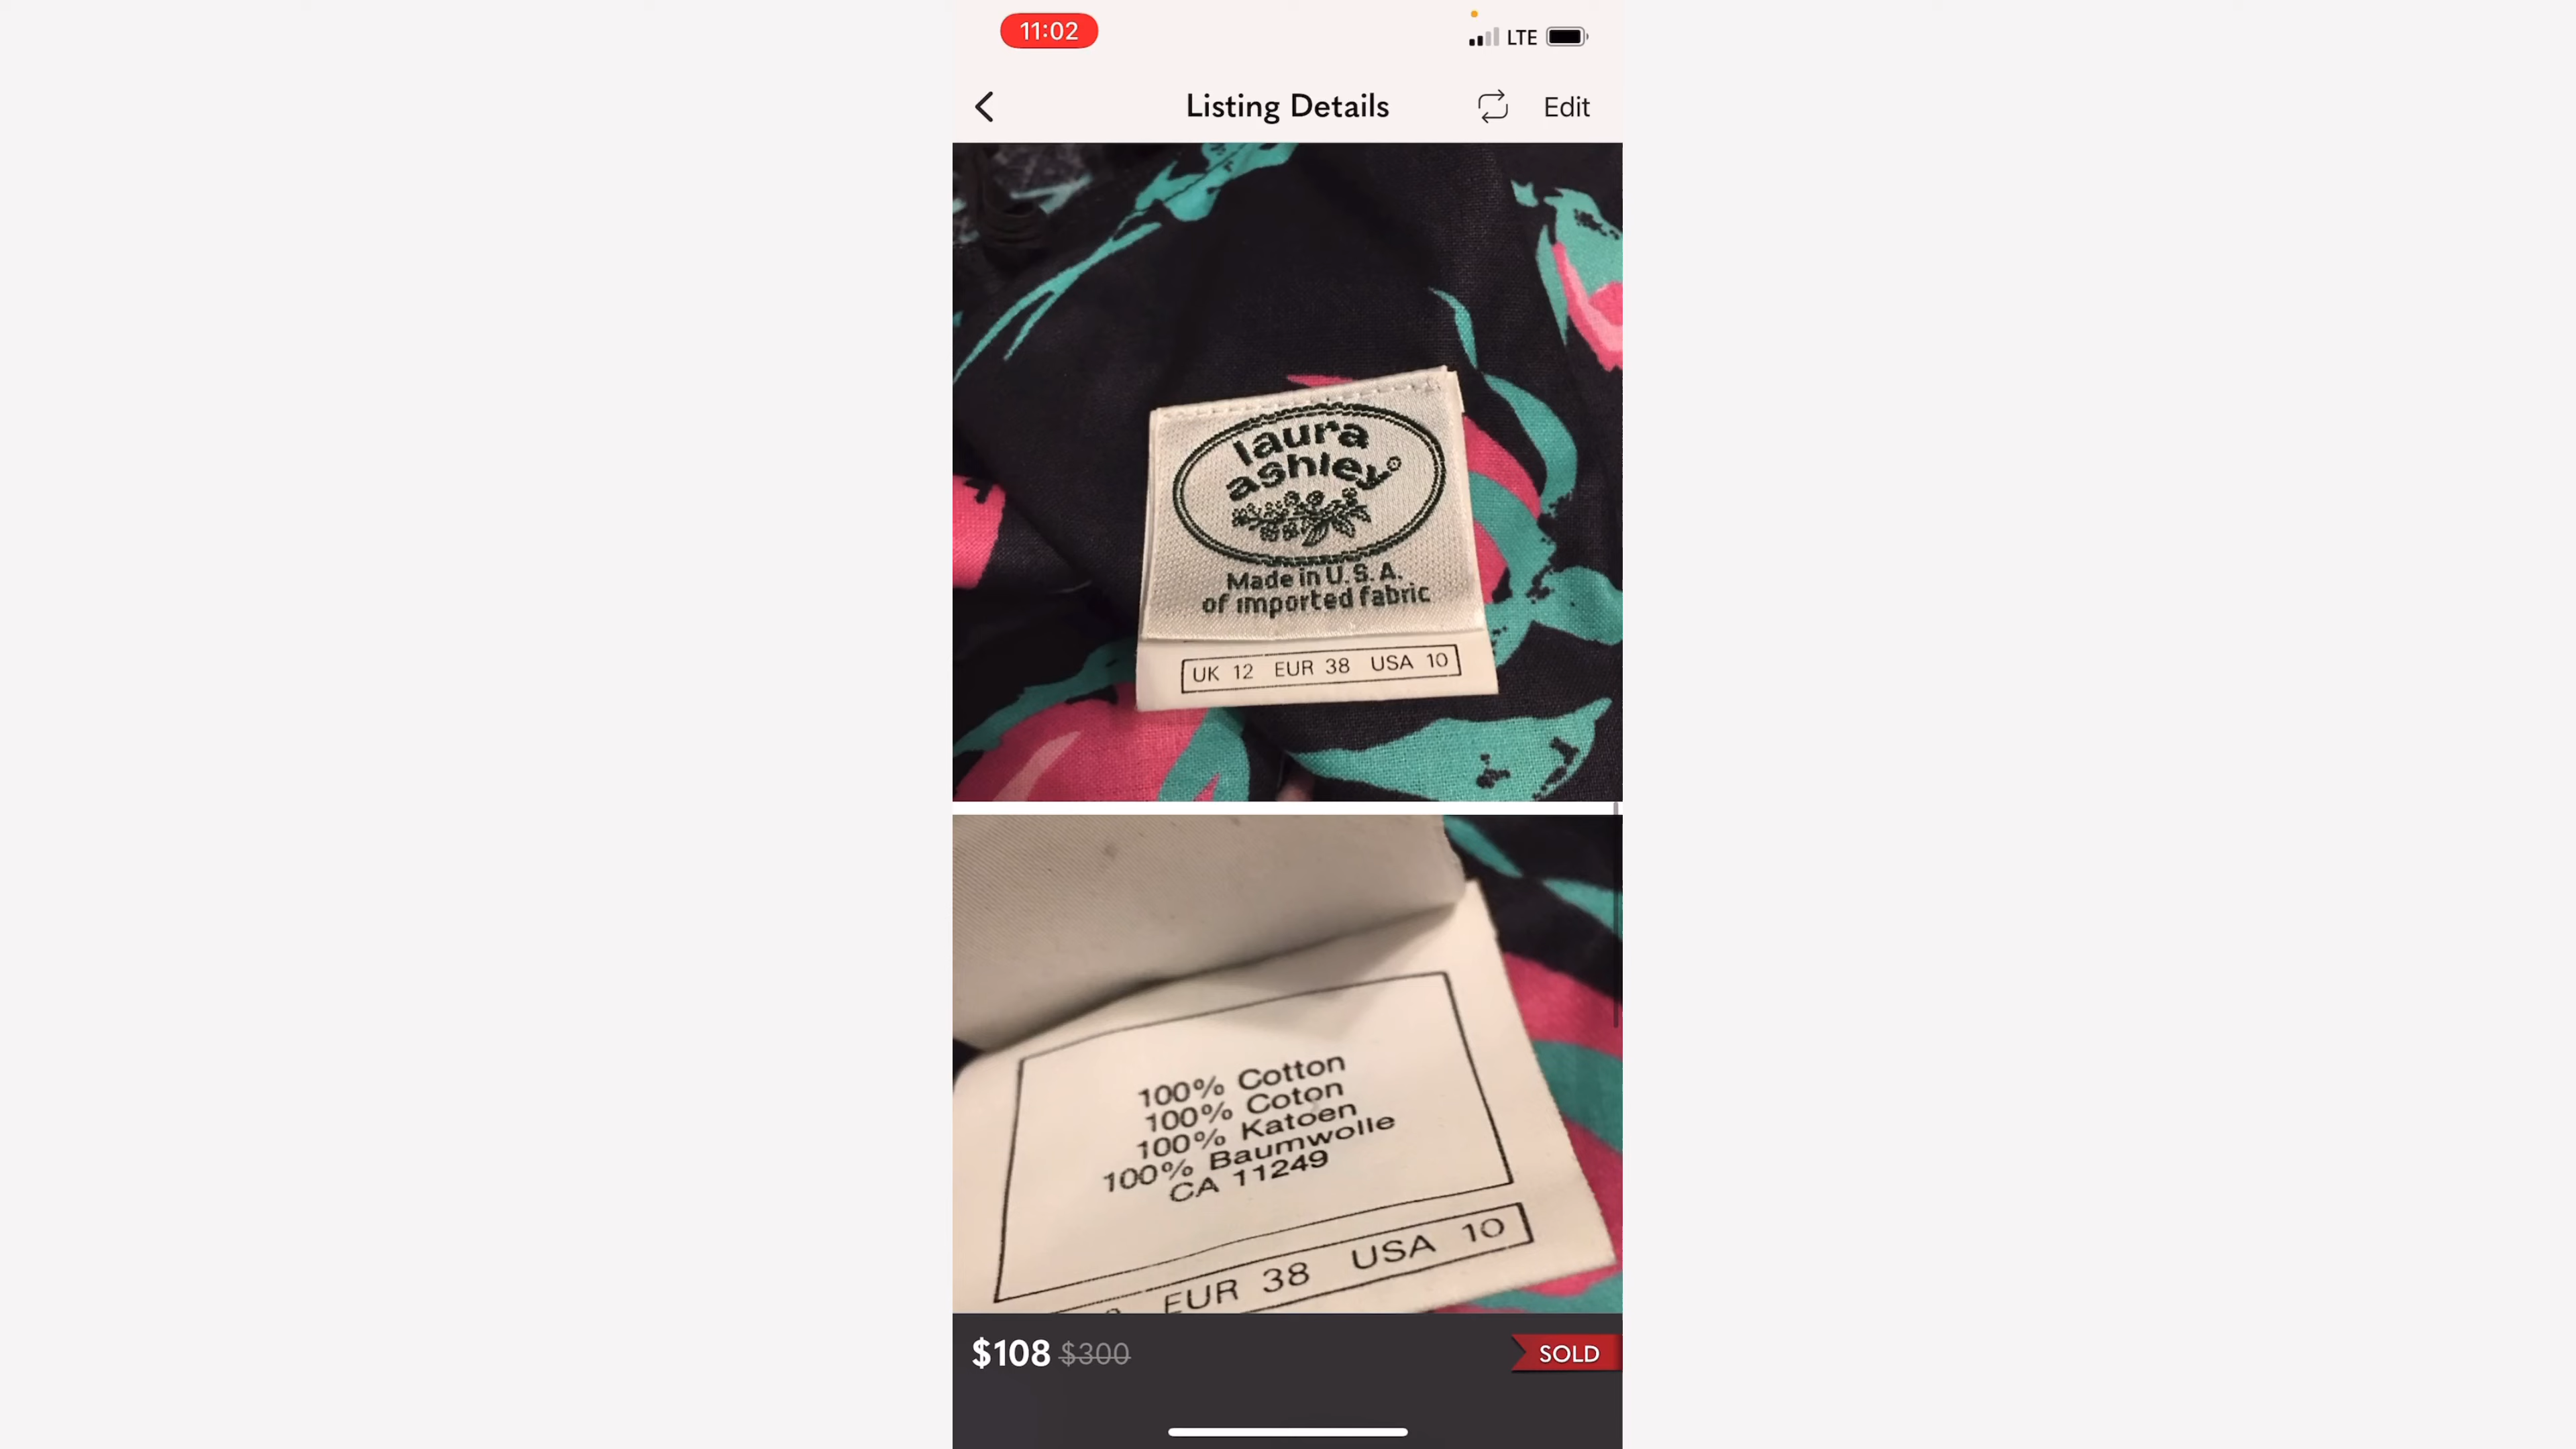 11:02
LTE
Listing Details
Edit
laura
ashley®
Made in U.S.A.
of imported fabric
UK 12 EUR 38 USA 10
100% Cotton
100% Coton
100% Katoen
100% Baumwolle
CA 11249
EUR 38 USA 10
$108 $300
SOLD